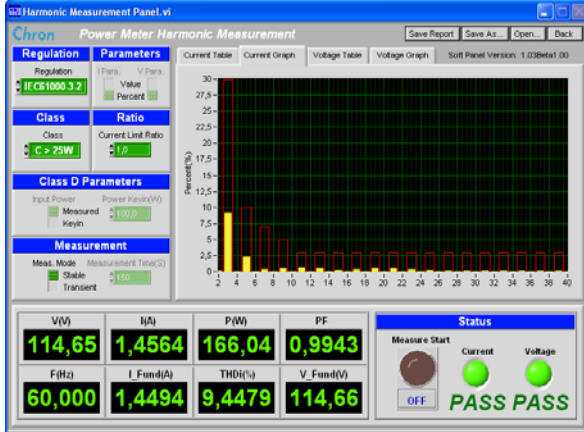 Harmonic Measurement Panel.vi
Chron Power Meter Harmonic Measurement Save Report Save As... Open... Back
Regulation Parameters Current Table Current Graph Voltage Table Voltage Graph Soft Panel Version: 1.03Beta1.00
Regulation I Para. V Para.
IEC61000-3.2 Value
Percent
Class Ratio
Class Current Limit Ratio
C > 25W 1,0
Class D Parameters
Input Power Power Keyin(W)
Measured 100,0
Keyin
Measurement
Meas. Mode Measurement Time(S)
Stable 150
Transient
Percent(%)
30
27,5
25
22,5
20
17,5
15
12,5
10
7,5
5
2,5
0
2 4 6 8 10 12 14 16 18 20 22 24 26 28 30 32 34 36 38 40
V(V) I(A) P(W) PF
114,65 1,4564 166,04 0,9943
F(Hz) I_Fund(A) THDi(%) V_Fund(V)
60,000 1,4494 9,4479 114,66
Status
Measure Start Current Voltage
OFF PASS PASS